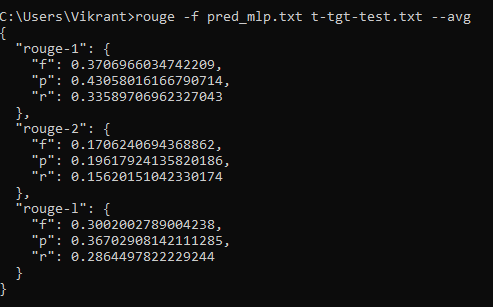 C:\Users\Vikrant>rouge -f pred_mlp.txt t-tgt-test.txt --avg
{
  "rouge-1": {
    "f": 0.3706966034742209,
    "p": 0.43058016166790714,
    "r": 0.33589706962327043
  },
  "rouge-2": {
    "f": 0.1706240694368862,
    "p": 0.19617924135820186,
    "r": 0.15620151042330174
  },
  "rouge-l": {
    "f": 0.3002002789004238,
    "p": 0.36702908142111285,
    "r": 0.2864497822229244
  }
}